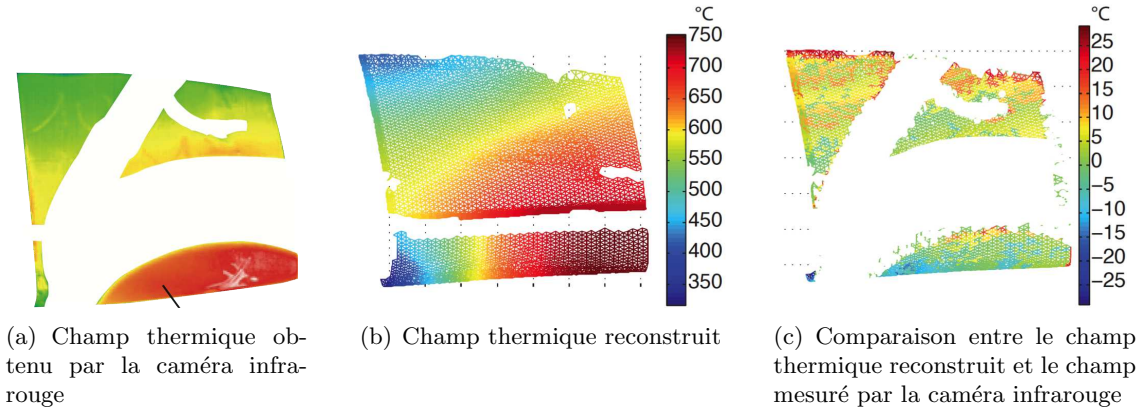 °C
750
700
650
600
550
500
450
400
350
°C
25
20
15
10
5
0
−5
−10
−15
−20
−25
(a) Champ thermique ob-
tenu par la caméra infra-
rouge
(b) Champ thermique reconstruit
(c) Comparaison entre le champ
thermique reconstruit et le champ
mesuré par la caméra infrarouge